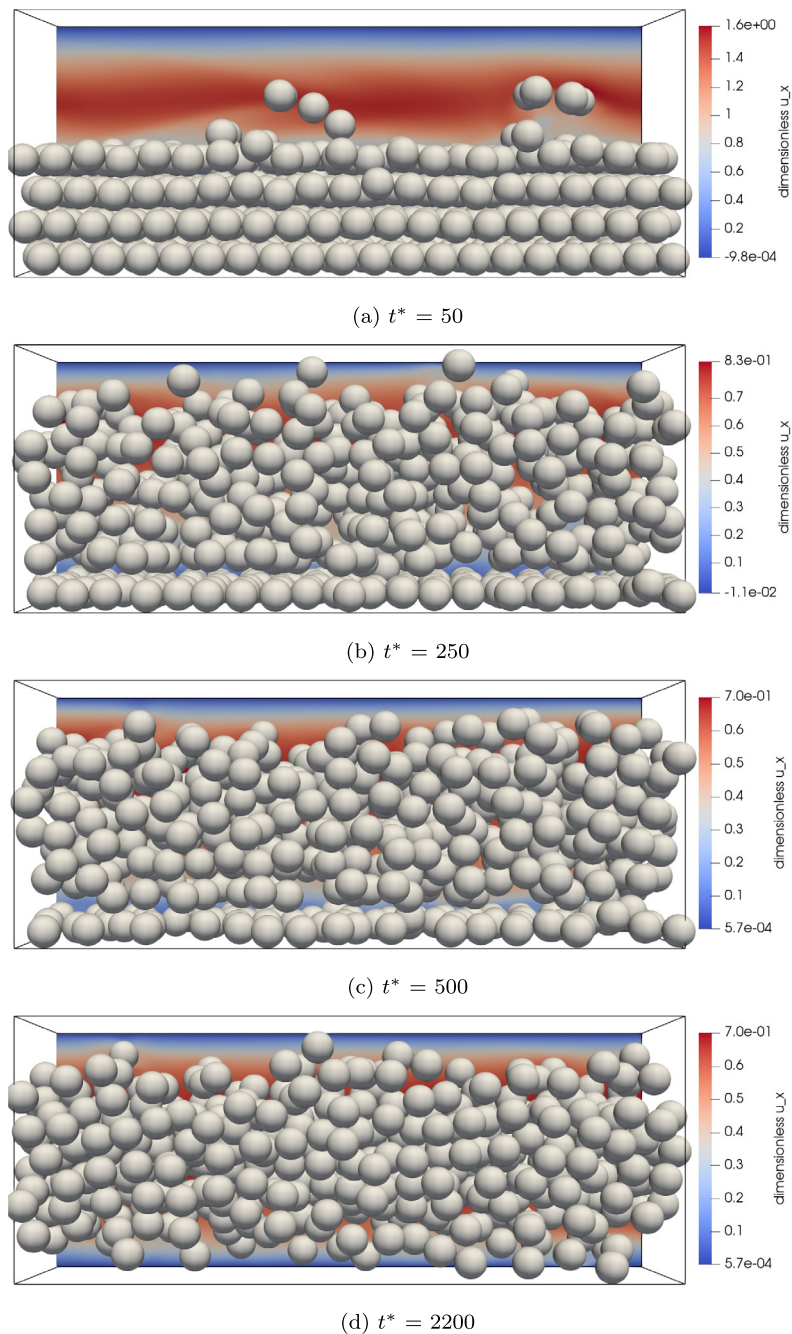 1.6e+00
1.4
1.2
1
0.8
0.6
0.4
0.2
-9.8e-04
dimensionless u_x
(a) t* = 50
8.3e-01
0.7
0.6
0.5
0.4
0.3
0.2
0.1
-1.1e-02
dimensionless u_x
(b) t* = 250
7.0e-01
0.6
0.5
0.4
0.3
0.2
0.1
5.7e-04
dimensionless u_x
(c) t* = 500
7.0e-01
0.6
0.5
0.4
0.3
0.2
0.1
5.7e-04
dimensionless u_x
(d) t* = 2200